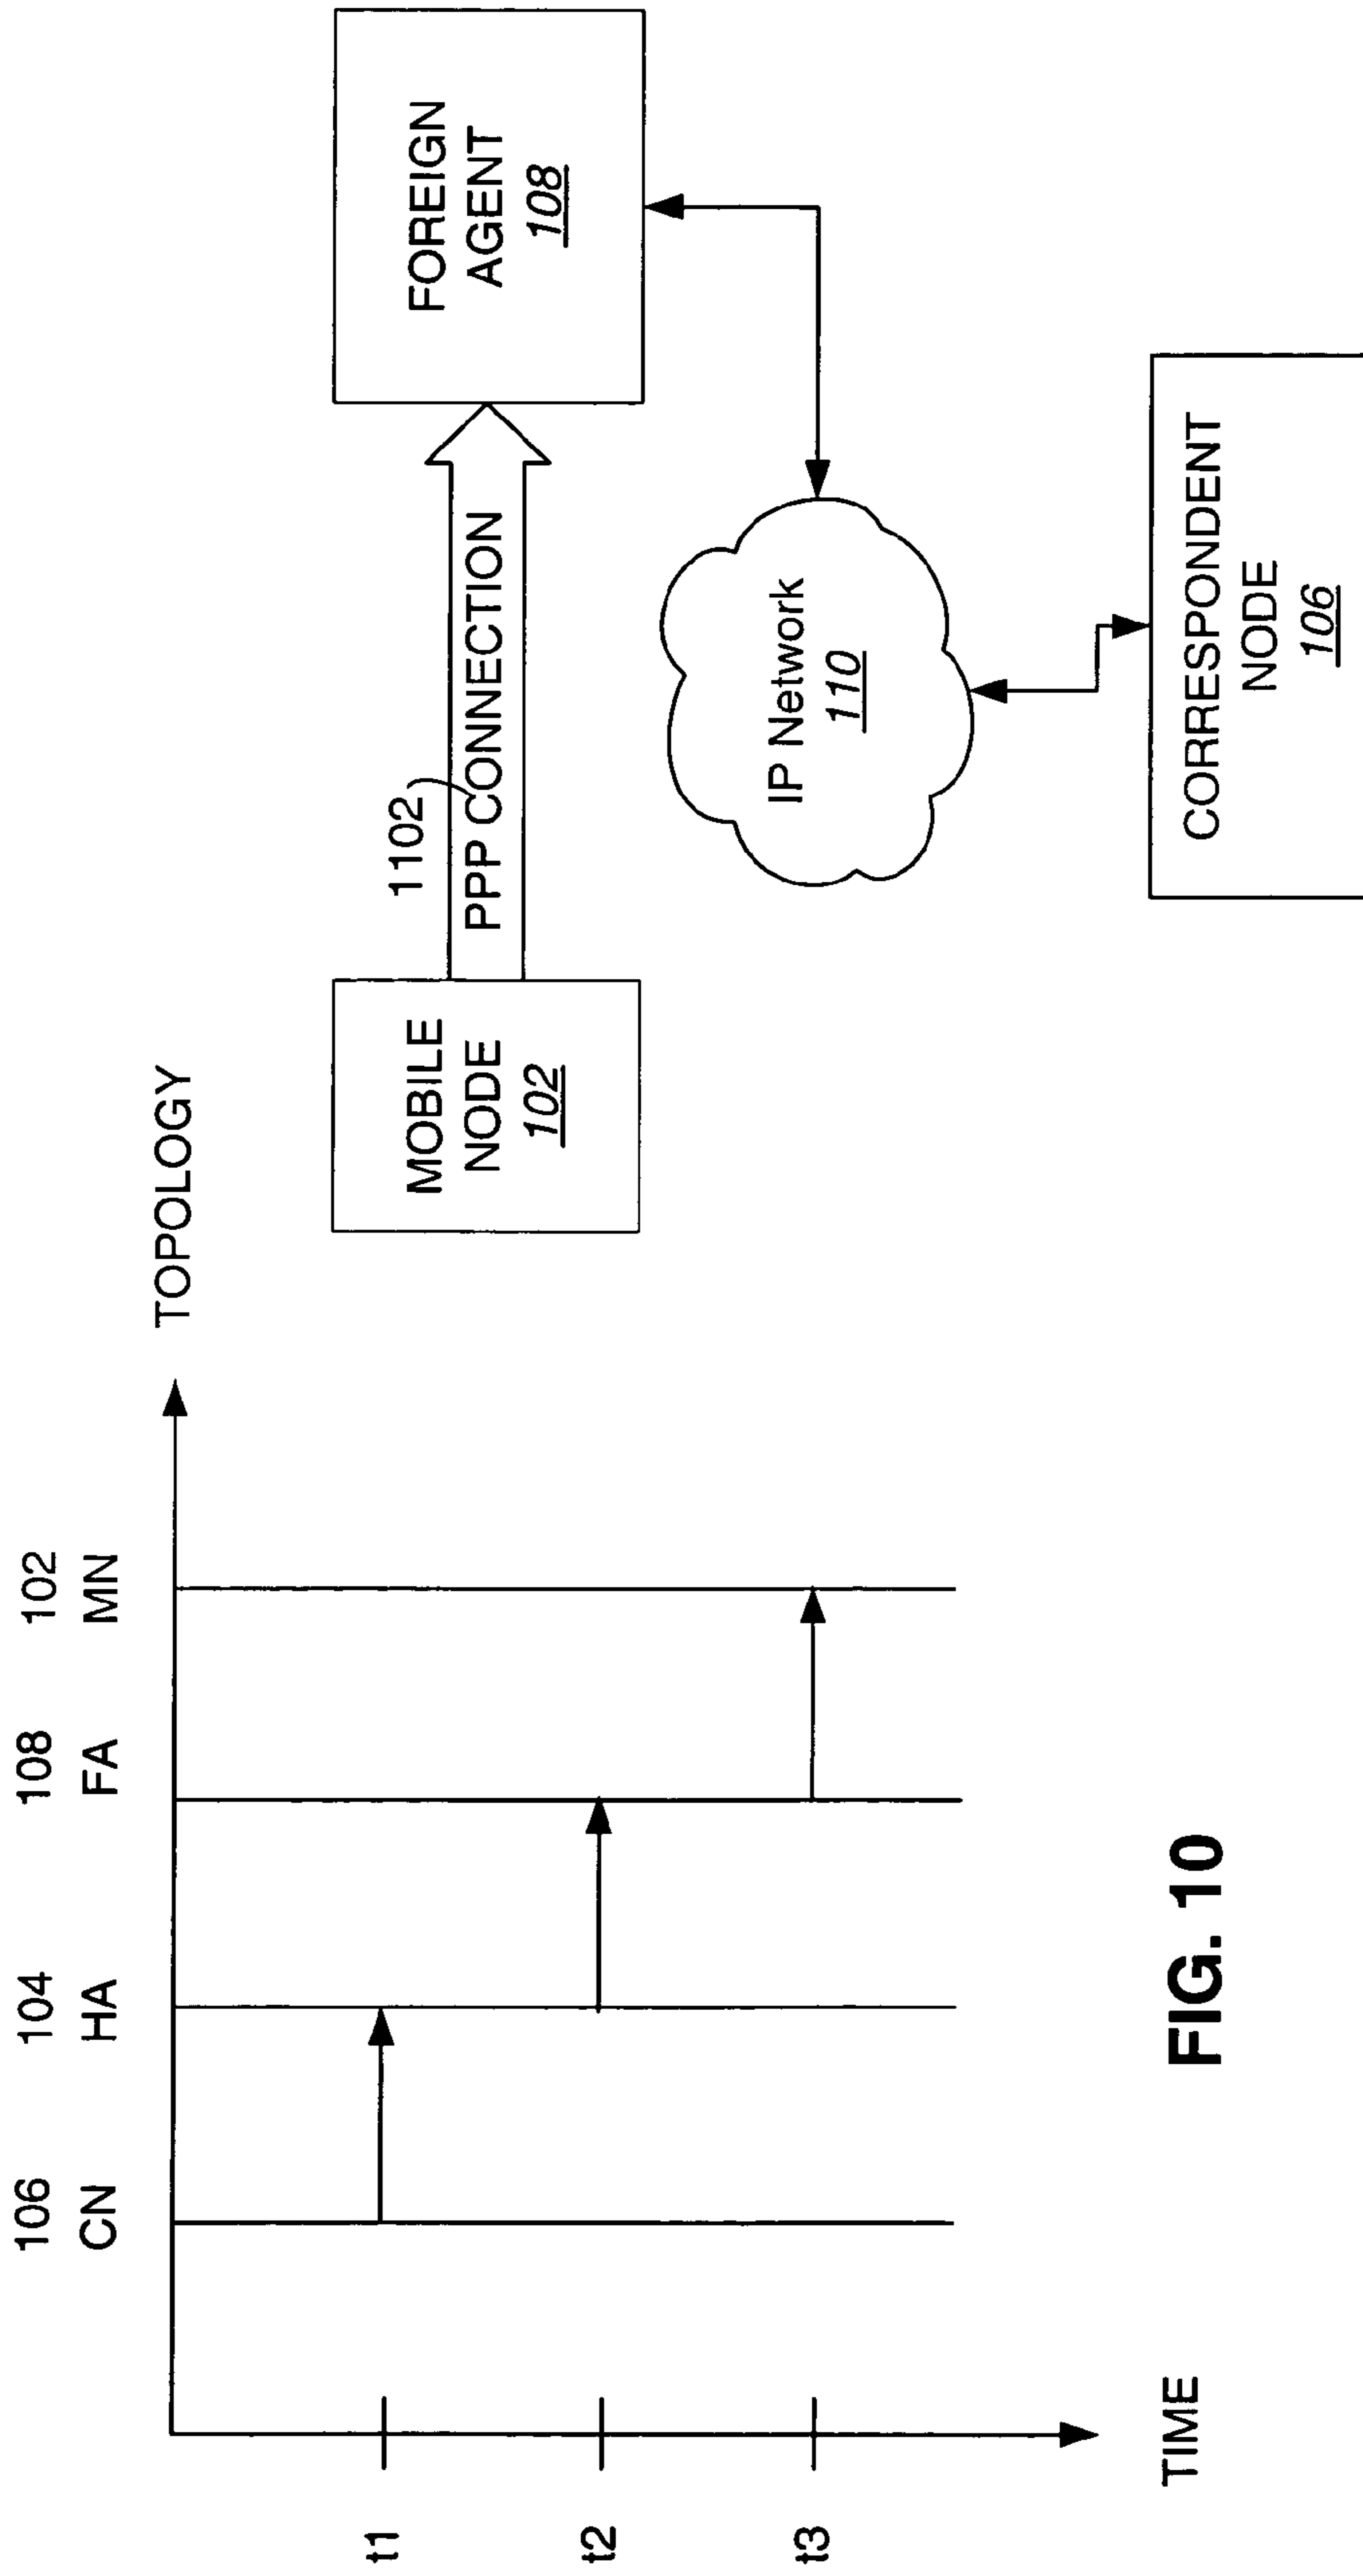 106
104
108
102
CN
HA
FA
MN
TOPOLOGY
t1
t2
t3
TIME
FIG. 10
MOBILE
NODE
102
1102
PPP CONNECTION
FOREIGN
AGENT
108
IP Network
110
CORRESPONDENT
NODE
106